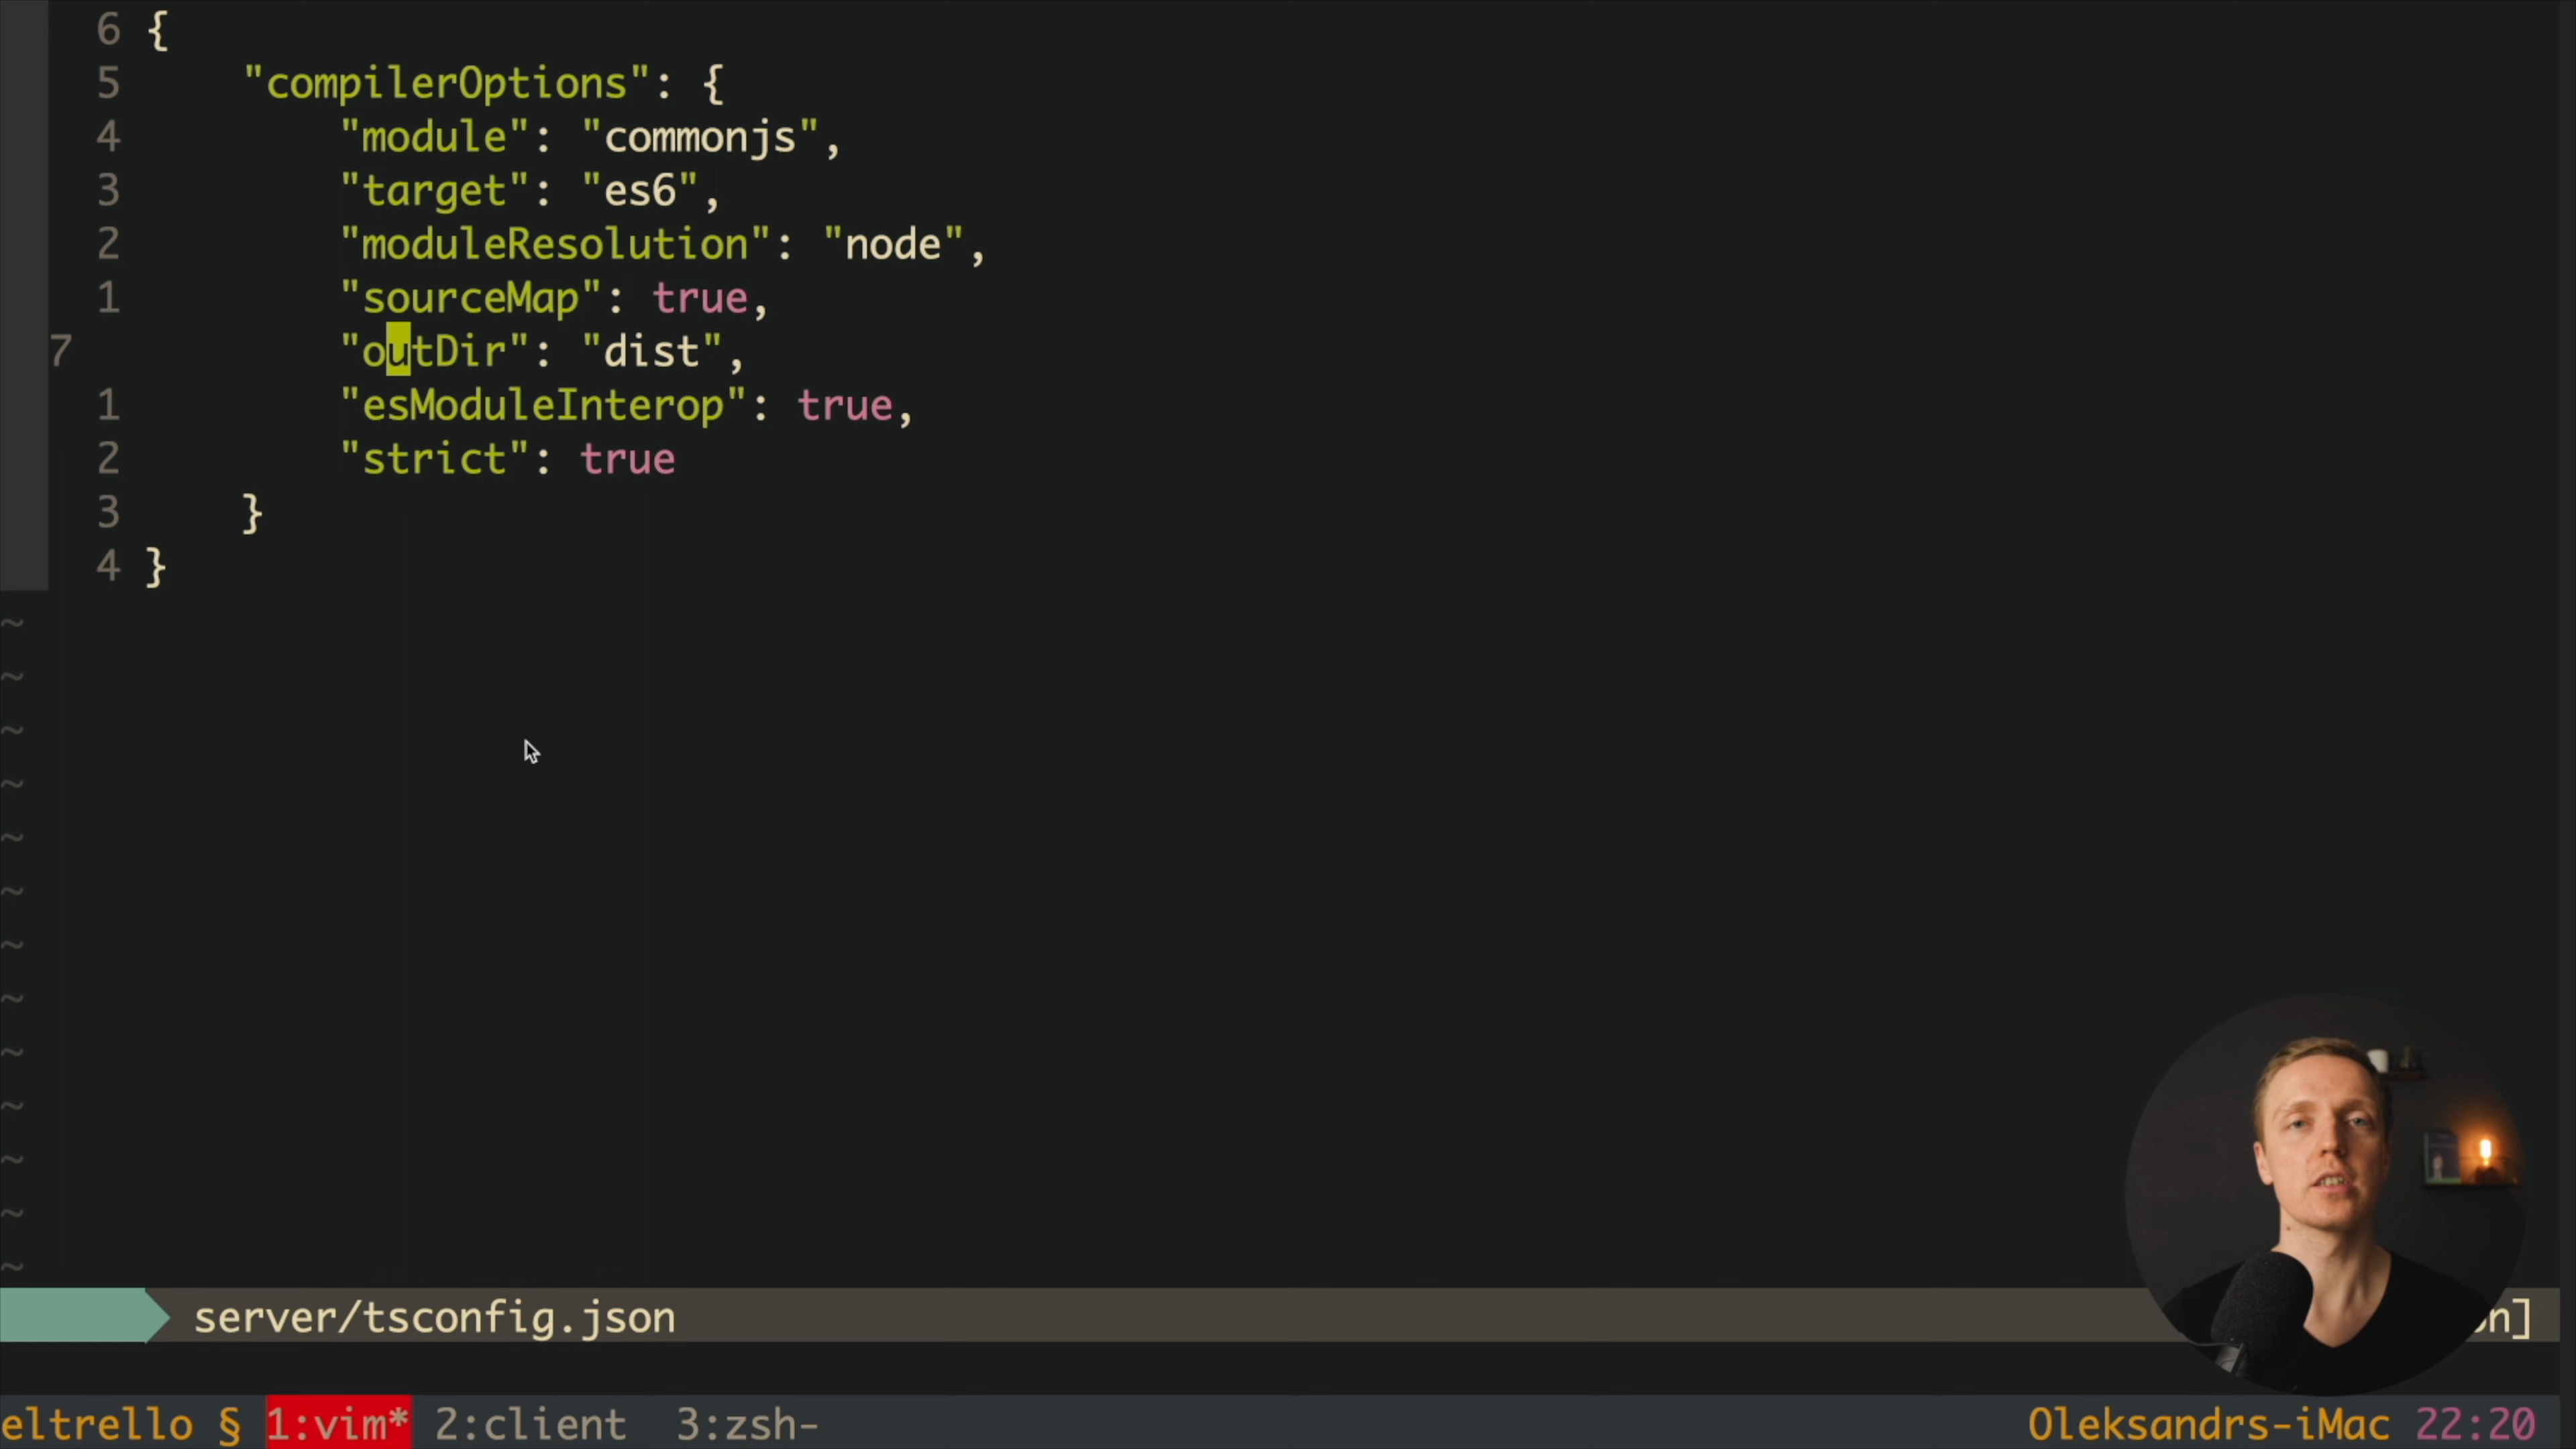 6 {
5     "compilerOptions": {
4         "module": "commonjs",
3         "target": "es6",
2         "moduleResolution": "node",
1         "sourceMap": true,
7         "outDir": "dist",
1         "esModuleInterop": true,
2         "strict": true
3     }
4 }
~
~
~
~
~
~
~
~
~
~
~
~
~
server/tsconfig.json
eltrello § 1:vim* 2:client 3:zsh- Oleksandrs-iMac 22:20